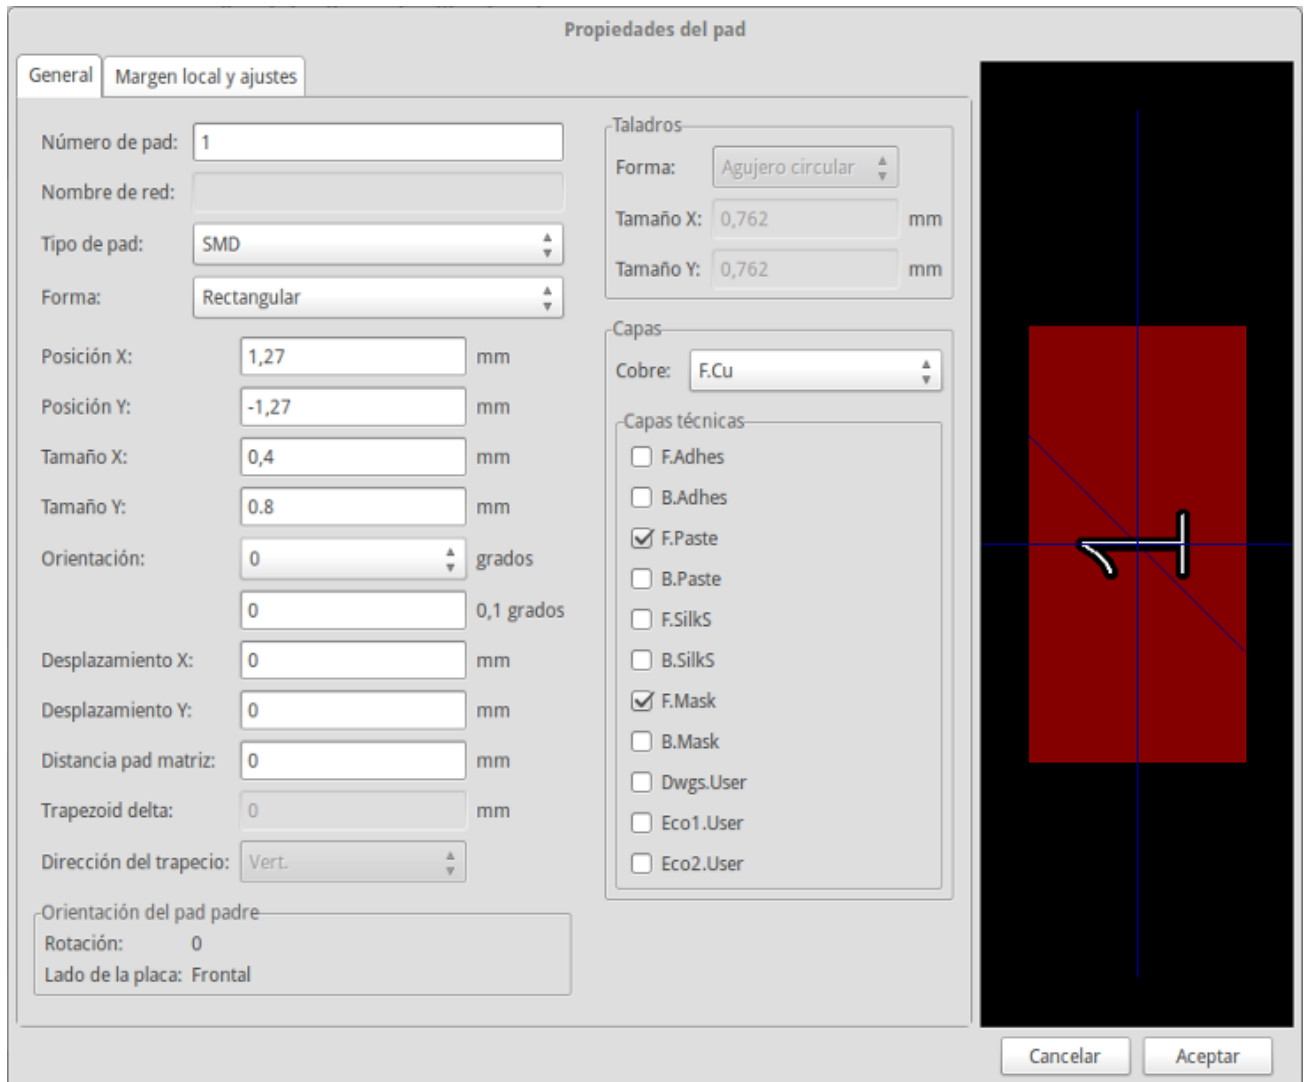 Propiedades del pad
General
Margen local y ajustes
Número de pad: 1
Nombre de red:
Tipo de pad: SMD
Forma: Rectangular
Posición X: 1,27 mm
Posición Y: -1,27 mm
Tamaño X: 0,4 mm
Tamaño Y: 0.8 mm
Orientación: 0 grados
0 0,1 grados
Desplazamiento X: 0 mm
Desplazamiento Y: 0 mm
Distancia pad matriz: 0 mm
Trapezoid delta: 0 mm
Dirección del trapecio: Vert.
Orientación del pad padre
Rotación: 0
Lado de la placa: Frontal
Taladros
Forma: Agujero circular
Tamaño X: 0,762 mm
Tamaño Y: 0,762 mm
Capas
Cobre: F.Cu
Capas técnicas
F.Adhes
B.Adhes
F.Paste
B.Paste
F.SilkS
B.SilkS
F.Mask
B.Mask
Dwgs.User
Eco1.User
Eco2.User
1
Cancelar
Aceptar